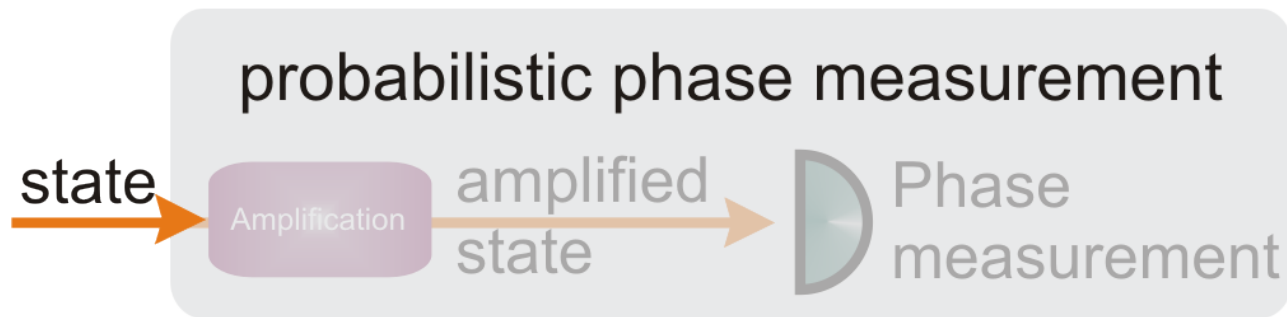 probabilistic phase measurement
state
Amplification
amplified
state
Phase
measurement